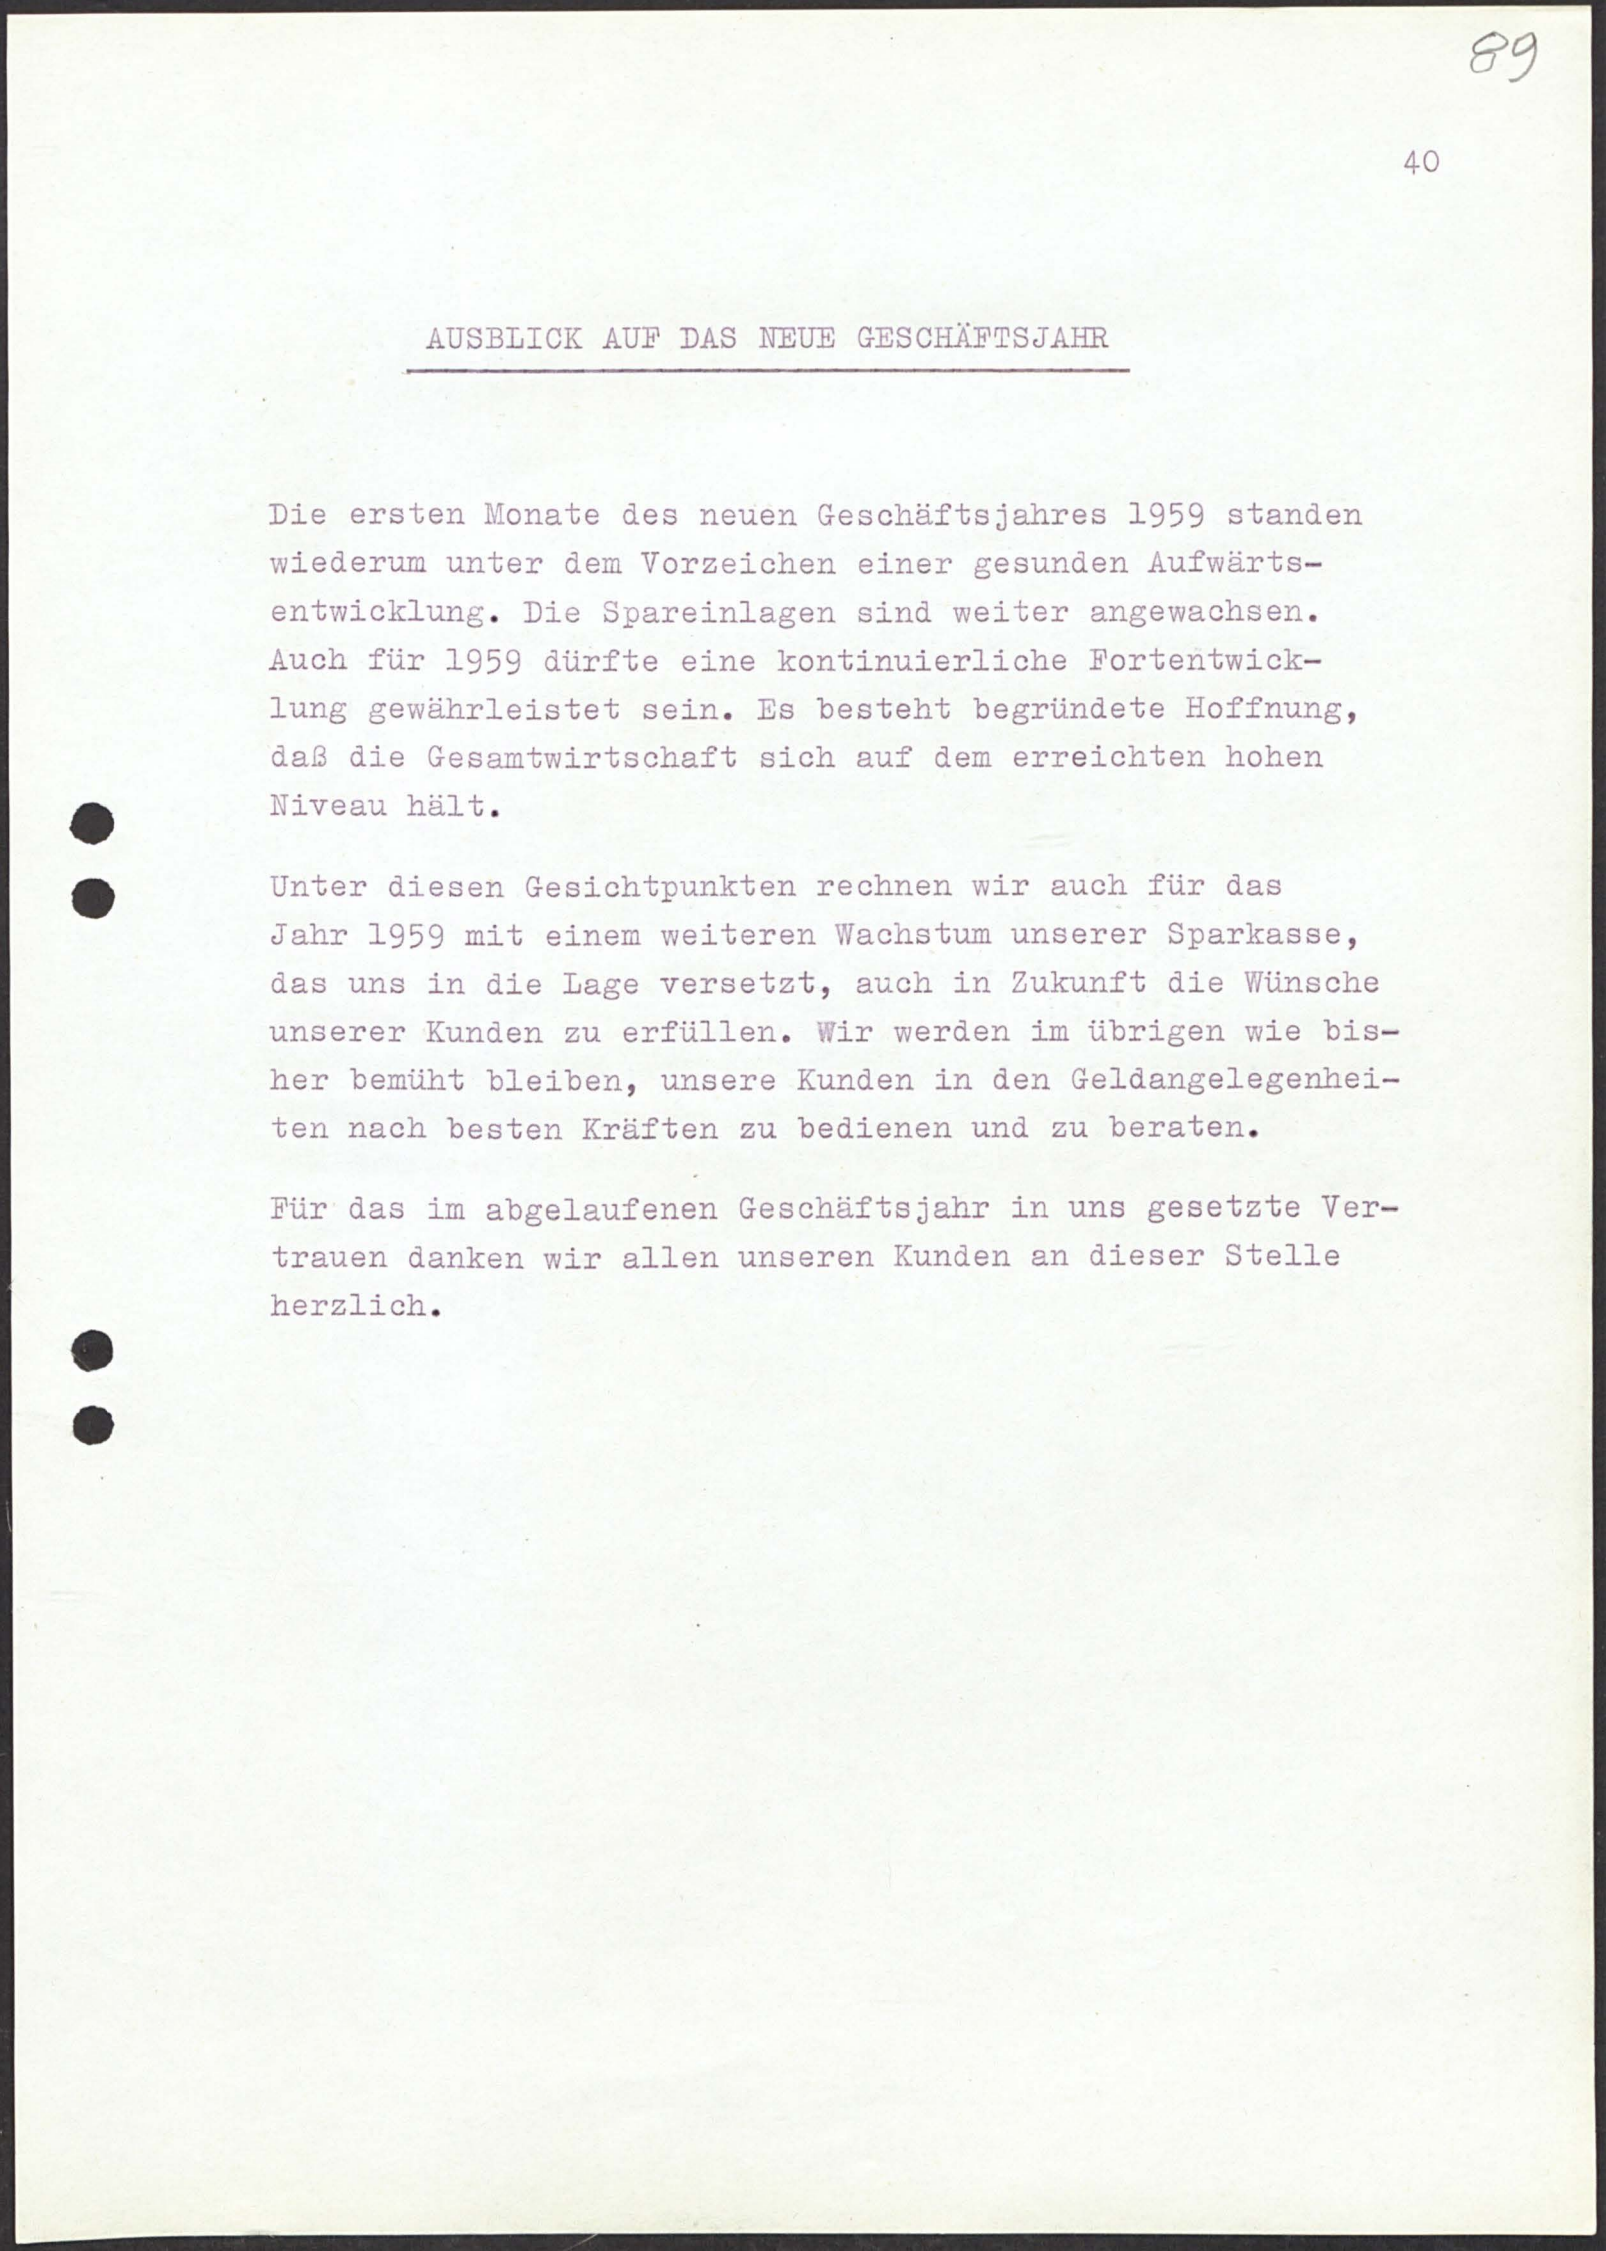 89
40
AUSBLICK AUF DAS NEUE GESCHÄFTSJAHR
Die ersten Monate des neuen Geschäftsjahres 1959 standen
wiederum unter dem Vorzeichen einer gesunden Aufwärts-
entwicklung. Die Spareinlagen sind weiter angewachsen.
Auch für 1959 dürfte eine kontinuierliche Fortentwick-
lung gewährleistet sein. Es besteht begründete Hoffnung,
daß die Gesamtwirtschaft sich auf dem erreichten hohen
Niveau hält.
Unter diesen Gesichtpunkten rechnen wir auch für das
Jahr 1959 mit einem weiteren Wachstum unserer Sparkasse,
das uns in die Lage versetzt, auch in Zukunft die Wünsche
unserer Kunden zu erfüllen. Wir werden im übrigen wie bis-
her bemüht bleiben, unsere Kunden in den Geldangelegenhei-
ten nach besten Kräften zu bedienen und zu beraten.
Für das im abgelaufenen Geschäftsjahr in uns gesetzte Ver-
trauen danken wir allen unseren Kunden an dieser Stelle
herzlich.